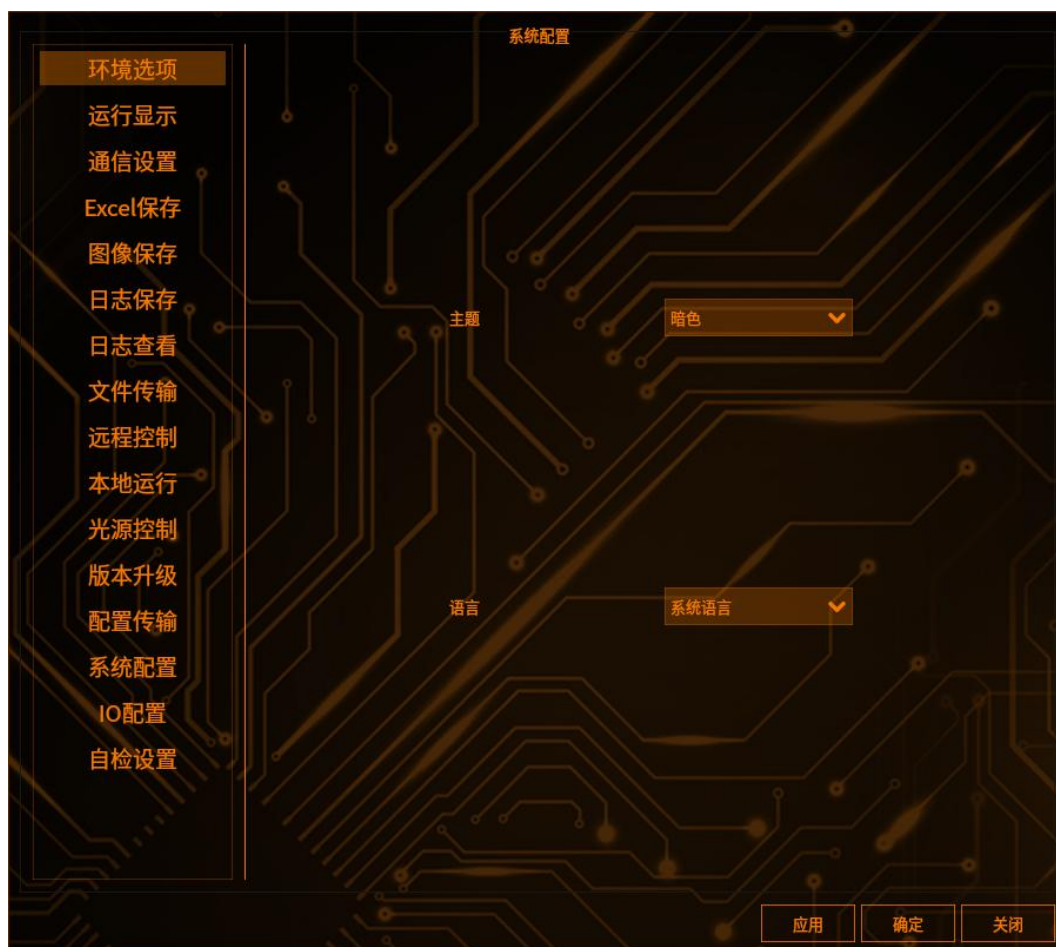 系统配置
环境选项
运行显示
通信设置
Excel保存
图像保存
日志保存
日志查看
文件传输
远程控制
本地运行
光源控制
版本升级
配置传输
系统配置
IO配置
自检设置
主题
暗色
语言
系统语言
应用
确定
关闭